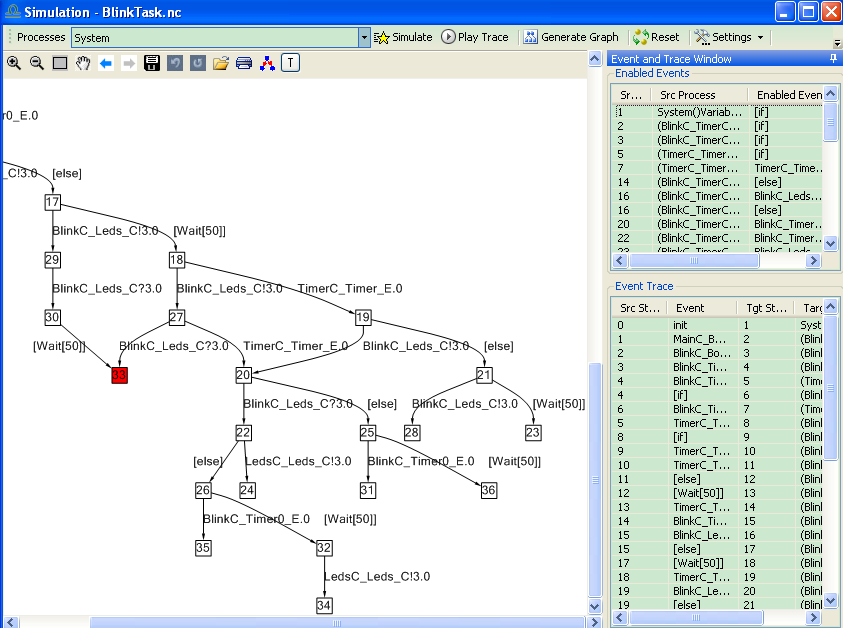 Simulation - BlinkTask.nc
Processes System Simulate Play Trace Generate Graph Reset Settings
T
Event and Trace Window
Enabled Events
Sr... Src Process Enabled Even
1 System()Variab... [if]
2 (BlinkC_TimerC... [if]
3 (BlinkC_TimerC... [if]
5 (TimerC_Timer... [if]
7 (TimerC_Timer... TimerC_Time...
14 (BlinkC_TimerC... [else]
16 (BlinkC_TimerC... BlinkC_Leds...
16 (BlinkC_TimerC... [else]
20 (BlinkC_TimerC... BlinkC_Timer...
22 (BlinkC_TimerC... BlinkC_Timer...
23 (BlinkC_TimerC... BlinkC_Leds...
Event Trace
Src St... Event Tgt St... Targ
0 init 1 Syst
1 MainC_B... 2 (Blinl
2 BlinkC_Bo... 3 (Blinl
3 BlinkC_Ti... 4 (Blinl
4 BlinkC_Ti... 5 (Time
4 [if] 6 (Blinl
6 BlinkC_Ti... 7 (Time
5 TimerC_T... 8 (Blinl
8 [if] 9 (Blinl
9 TimerC_T... 10 (Blinl
10 TimerC_T... 11 (Blinl
11 [else] 12 (Blinl
12 [Wait[50]] 13 (Blinl
13 TimerC_T... 14 (Blinl
14 BlinkC_Ti... 15 (Blinl
15 BlinkC_Le... 16 (Blinl
15 [else] 17 (Blinl
17 [Wait[50]] 18 (Blinl
18 TimerC_T... 19 (Blinl
19 BlinkC_Le... 20 (Blinl
19 [else] 21 (Blinl
r0_E.0
_C!3.0 [else]
17
BlinkC_Leds_C!3.0 [Wait[50]]
29 18
BlinkC_Leds_C?3.0 BlinkC_Leds_C!3.0 TimerC_Timer_E.0
30 27 19
[Wait[50]] BlinkC_Leds_C?3.0 TimerC_Timer_E.0 BlinkC_Leds_C!3.0 [else]
33 20 21
BlinkC_Leds_C?3.0 [else] BlinkC_Leds_C!3.0 [Wait[50]]
22 25 28 23
[else] LedsC_Leds_C!3.0 BlinkC_Timer0_E.0 [Wait[50]]
26 24 31 36
BlinkC_Timer0_E.0 [Wait[50]]
35 32
LedsC_Leds_C!3.0
34